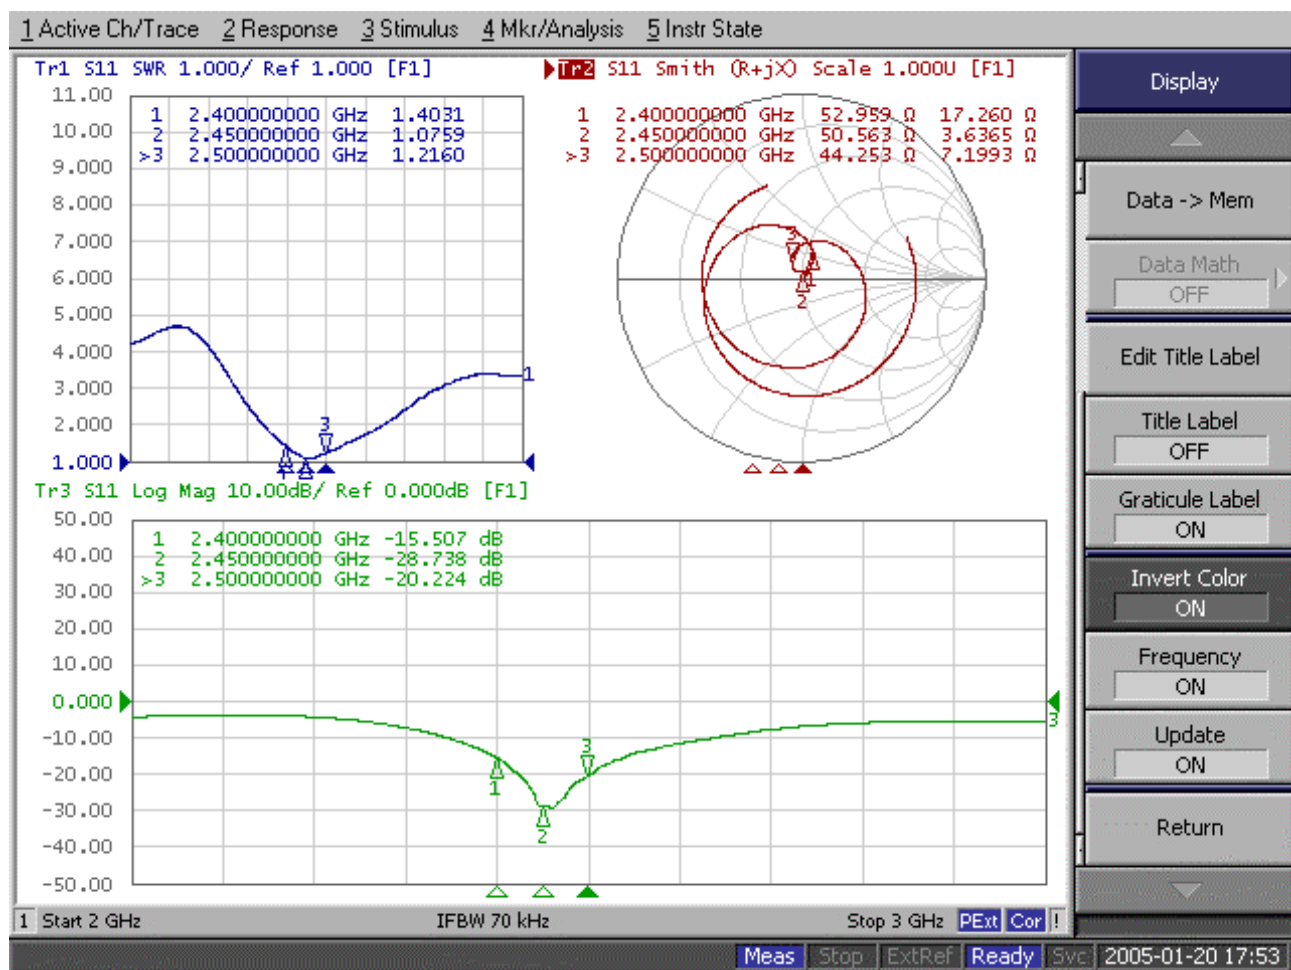 1 Active Ch/Trace 2 Response 3 Stimulus 4 Mkr/Analysis 5 Instr State
Tr1 S11 SWR 1.000/ Ref 1.000 [F1]
11.00
10.00
9.000
8.000
7.000
6.000
5.000
4.000
3.000
2.000
1.000
1 2.400000000 GHz 1.4031
2 2.450000000 GHz 1.0759
>3 2.500000000 GHz 1.2160
3
1
Tr2 S11 Smith (R+jX) Scale 1.000U [F1]
1 2.400000000 GHz 52.959 Ω 17.260 Ω
2 2.450000000 GHz 50.563 Ω 3.6365 Ω
>3 2.500000000 GHz 44.253 Ω 7.1993 Ω
3
1
2
Tr3 S11 Log Mag 10.00dB/ Ref 0.000dB [F1]
50.00
40.00
30.00
20.00
10.00
0.000
-10.00
-20.00
-30.00
-40.00
-50.00
1 2.400000000 GHz -15.507 dB
2 2.450000000 GHz -28.738 dB
>3 2.500000000 GHz -20.224 dB
1
2
3
3
1 Start 2 GHz IFBW 70 kHz Stop 3 GHz PExt Cor !
Display
Data -> Mem
Data Math
OFF
Edit Title Label
Title Label
OFF
Graticule Label
ON
Invert Color
ON
Frequency
ON
Update
ON
Return
Meas Stop ExtRef Ready Svc 2005-01-20 17:53